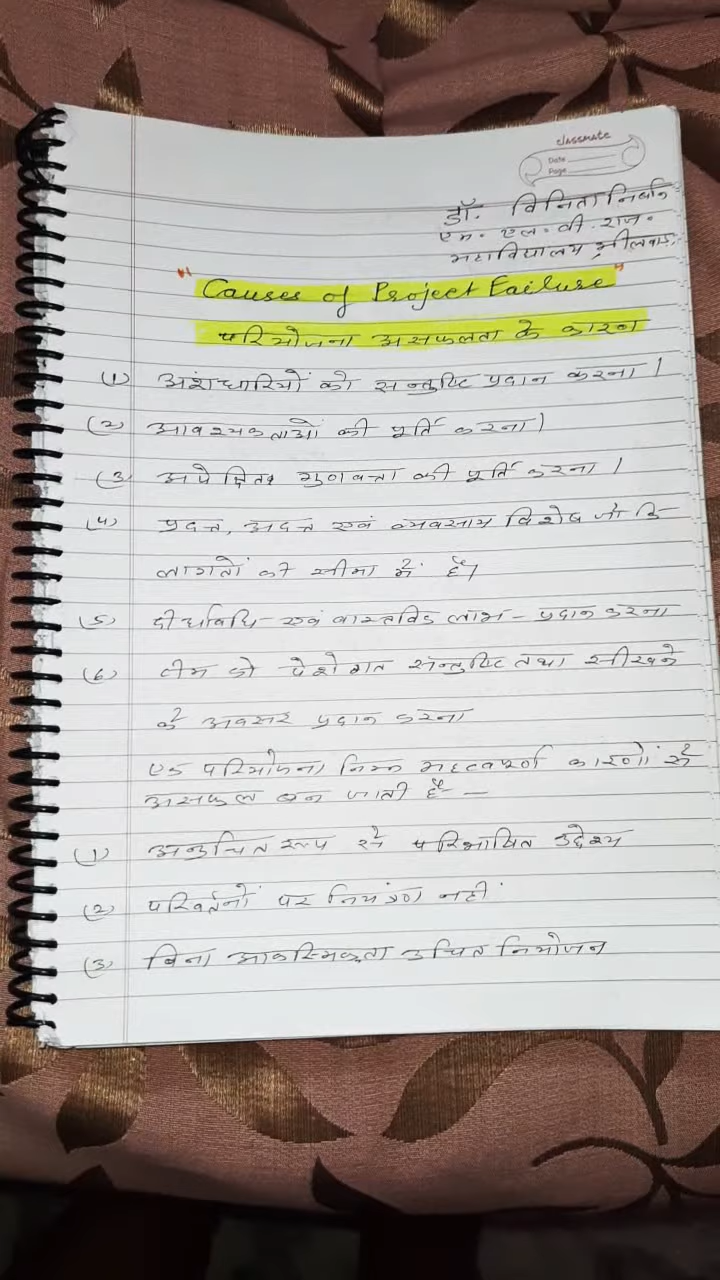 classmate
Date
Page
डॉ. विनिता
एम. एल. वी. राज.
महाविद्यालय, भीलवाड़ा
"Causes of Project Failure"
परियोजना असफलता के कारण
(1) अंशधारियों को सन्तुष्टि प्रदान करना।
(2) आवश्यकताओं की पूर्ति करना।
(3) अपेक्षित गुणवत्ता की पूर्ति करना।
(4) प्रदत्त, अदत्त एवं व्यवसाय विशेष जो कि
लागतों की सीमा में है।
(5) दीर्घावधि एवं वास्तविक लाभ - प्रदान करना
(6) टीम को पेशेगत सन्तुष्टि तथा सीखने
के अवसर प्रदान करना
एक परियोजना निम्न महत्वपूर्ण कारणों से
असफल बन जाती है -
(1) अनुचित रूप से परिभाषित उद्देश्य
(2) परिवर्तनों पर नियंत्रण नहीं
(3) बिना आकस्मिकता उचित नियोजन